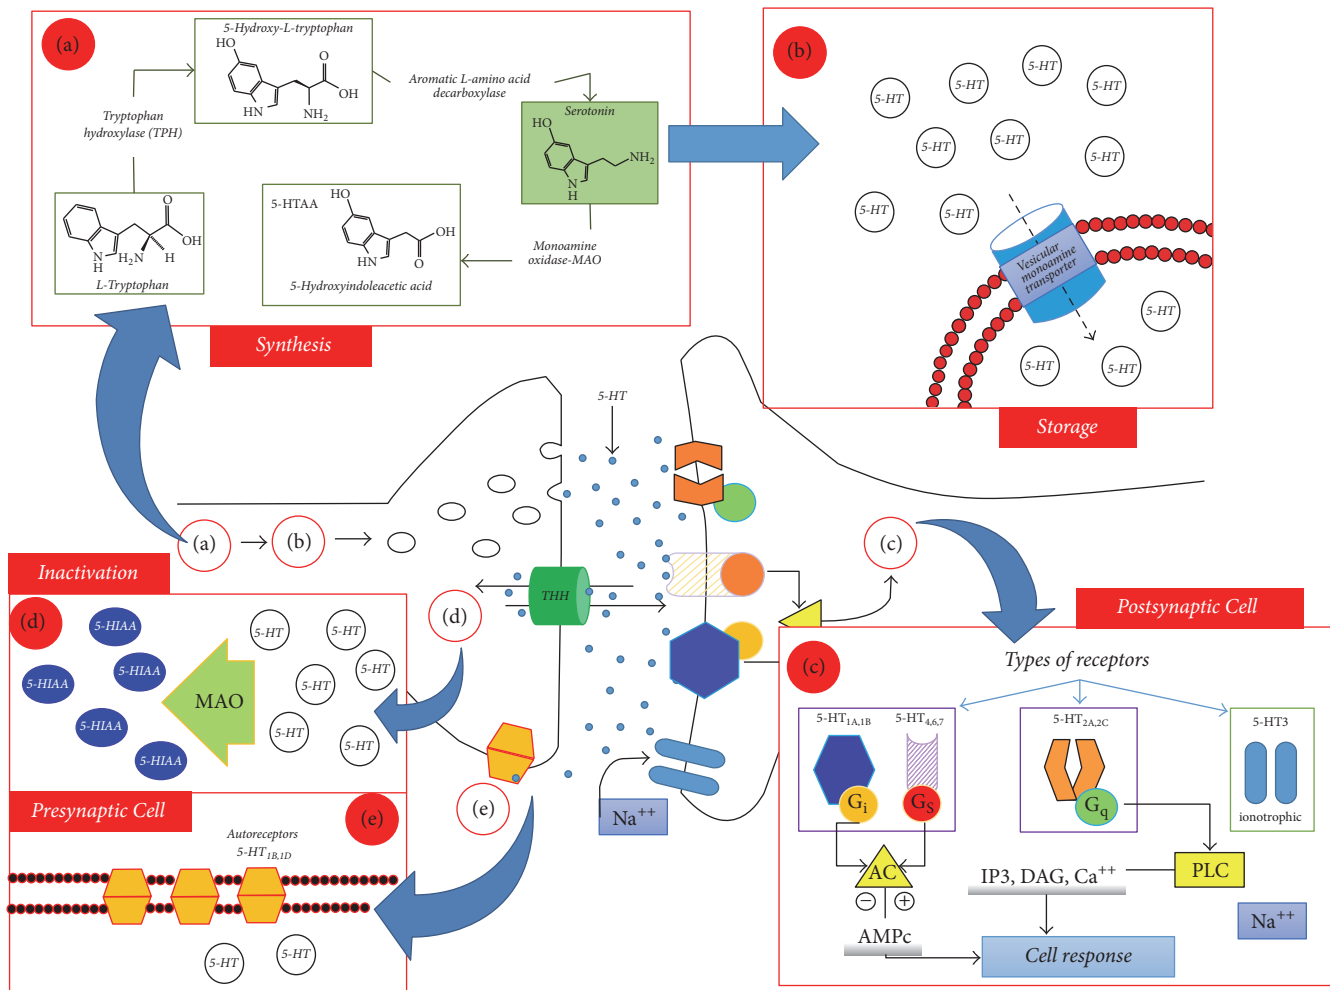 (a)
5-Hydroxy-L-tryptophan
HO
O
OH
NH2
HN
Tryptophan
hydroxylase (TPH)
Aromatic L-amino acid
decarboxylase
Serotonin
HO
NH2
N
H
O
OH
H2N
H
N
H
L-Tryptophan
5-HTAA
HO
OH
O
HN
5-Hydroxyindoleacetic acid
Monoamine
oxidase-MAO
Synthesis
(b)
5-HT
5-HT
5-HT
5-HT
5-HT
5-HT
5-HT
5-HT
5-HT
Vesicular
monoamine
transporter
5-HT
5-HT
5-HT
Storage
5-HT
(a)
(b)
(c)
THH
(d)
(e)
Na++
Inactivation
(d)
5-HIAA
5-HIAA
5-HIAA
5-HIAA
5-HIAA
MAO
5-HT
5-HT
5-HT
5-HT
5-HT
5-HT
Presynaptic Cell
(e)
Autoreceptors
5-HT1B,1D
5-HT
5-HT
Postsynaptic Cell
(c)
Types of receptors
5-HT1A,1B
5-HT4,6,7
Gi
GS
5-HT2A,2C
Gq
5-HT3
ionotrophic
AC
−
+
AMPc
IP3, DAG, Ca++
PLC
Na++
Cell response